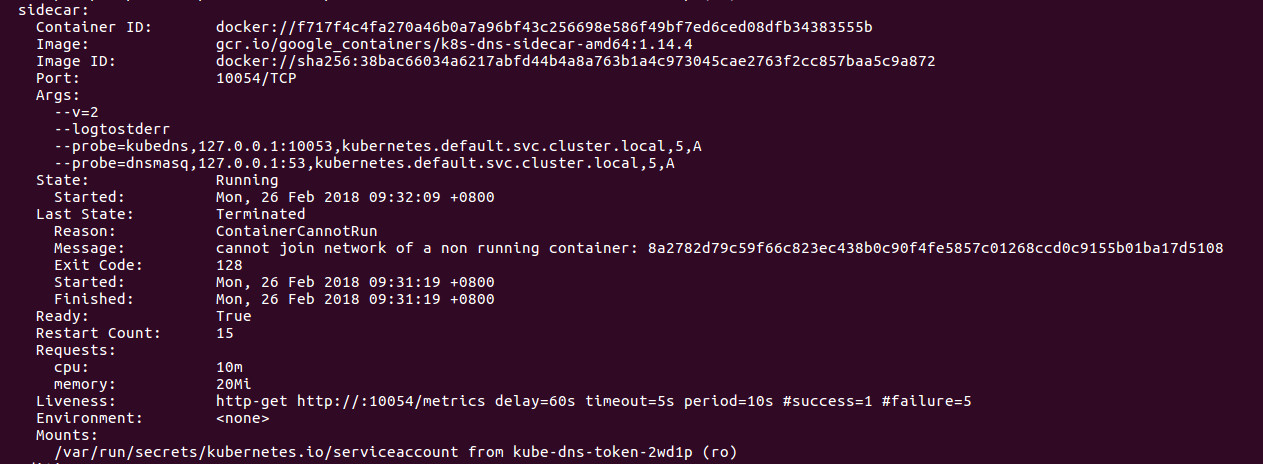 sidecar:
Container ID: docker://f717f4c4fa270a46b0a7a96bf43c256698e586f49bf7ed6ced08dfb34383555b
Image: gcr.io/google_containers/k8s-dns-sidecar-amd64:1.14.4
Image ID: docker://sha256:38bac66034a6217abfd44b4a8a763b1a4c973045cae2763f2cc857baa5c9a872
Port: 10054/TCP
Args:
--v=2
--logtostderr
--probe=kubedns,127.0.0.1:10053,kubernetes.default.svc.cluster.local,5,A
--probe=dnsmasq,127.0.0.1:53,kubernetes.default.svc.cluster.local,5,A
State: Running
Started: Mon, 26 Feb 2018 09:32:09 +0800
Last State: Terminated
Reason: ContainerCannotRun
Message: cannot join network of a non running container: 8a2782d79c59f66c823ec438b0c90f4fe5857c01268ccd0c9155b01ba17d5108
Exit Code: 128
Started: Mon, 26 Feb 2018 09:31:19 +0800
Finished: Mon, 26 Feb 2018 09:31:19 +0800
Ready: True
Restart Count: 15
Requests:
cpu: 10m
memory: 20Mi
Liveness: http-get http://:10054/metrics delay=60s timeout=5s period=10s #success=1 #failure=5
Environment: <none>
Mounts:
/var/run/secrets/kubernetes.io/serviceaccount from kube-dns-token-2wd1p (ro)